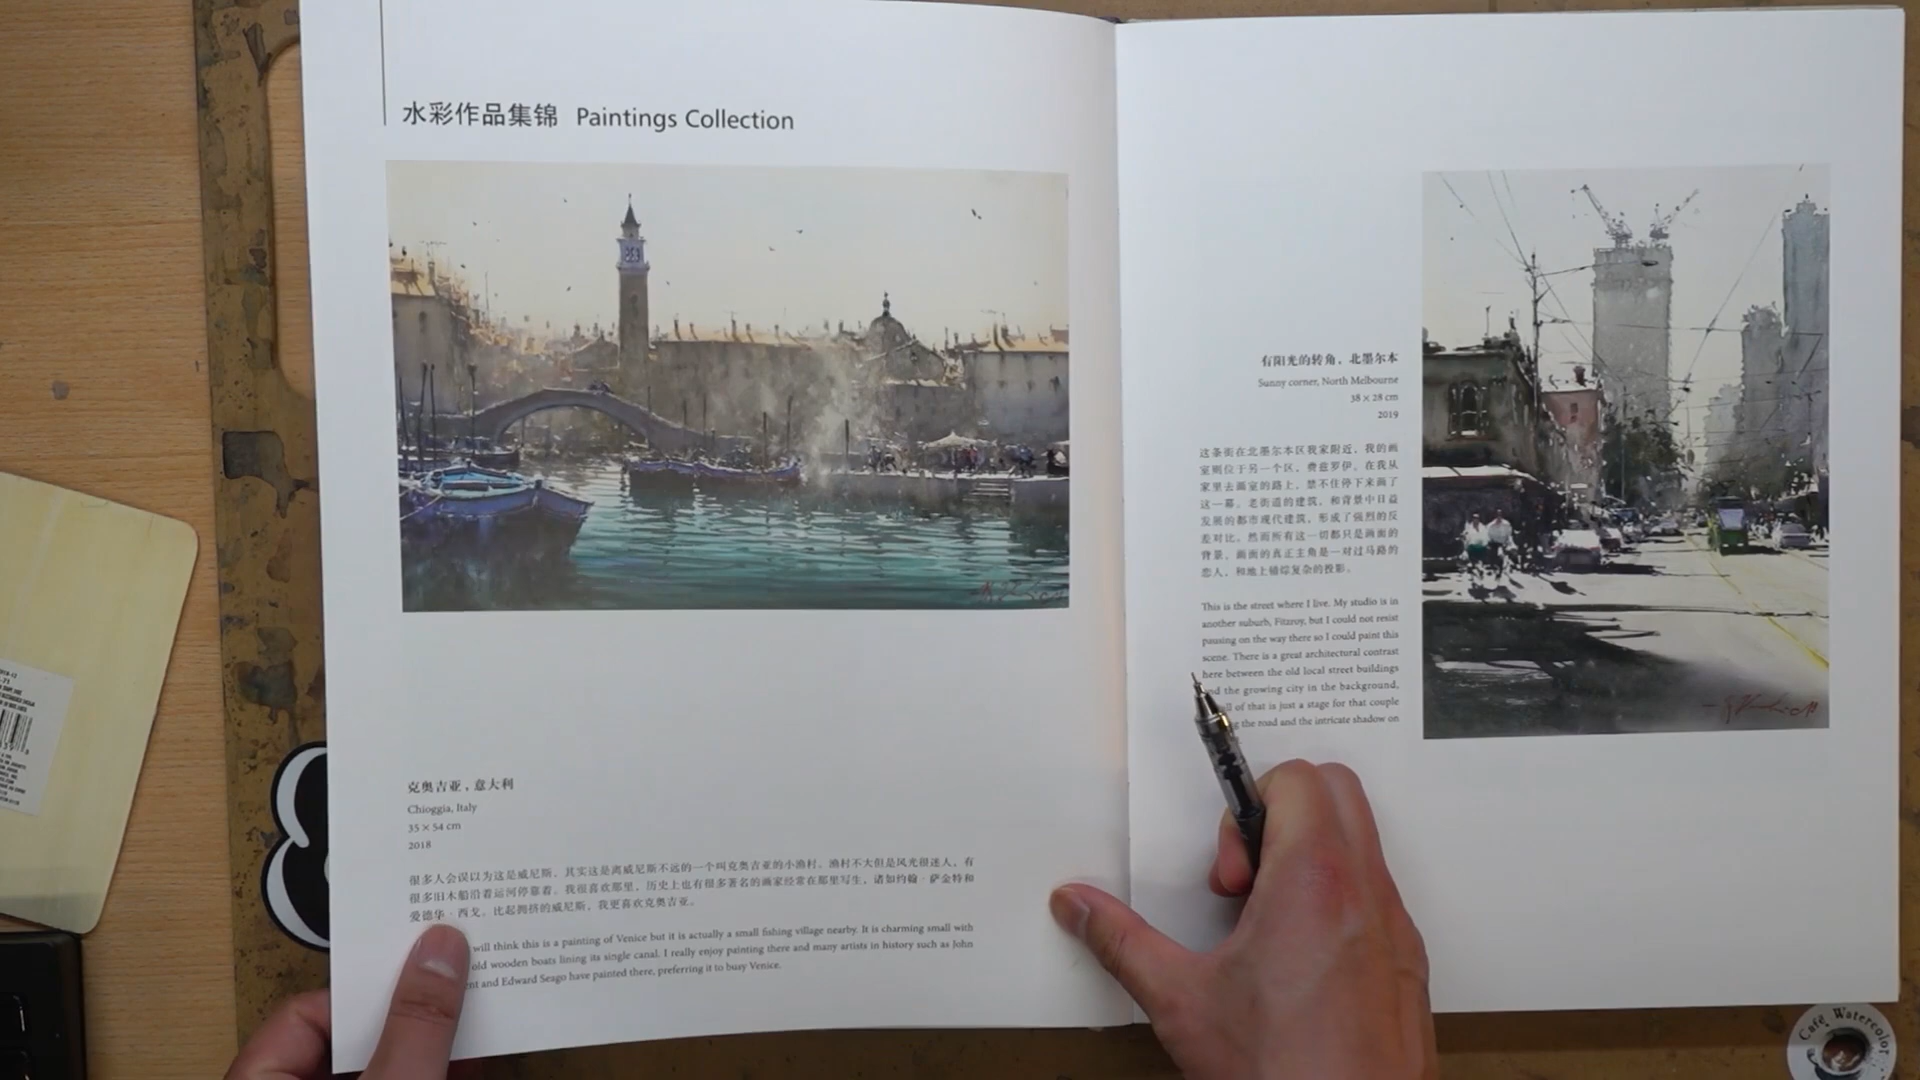 水彩作品集锦 Paintings Collection
克奥吉亚，意大利
Chioggia, Italy
35 × 54 cm
2018
很多人会误以为这是威尼斯，其实这是离威尼斯不远的一个叫克奥吉亚的小渔村。渔村不大但是风光很迷人，有
很多旧木船沿着运河停靠着。我很喜欢那里，历史上也有很多著名的画家经常在那里写生，诸如约翰·萨金特和
爱德华·西戈。比起拥挤的威尼斯，我更喜欢克奥吉亚。
will think this is a painting of Venice but it is actually a small fishing village nearby. It is charming small with
old wooden boats lining its single canal. I really enjoy painting there and many artists in history such as John
and Edward Seago have painted there, preferring it to busy Venice.
有阳光的转角，北墨尔本
Sunny corner, North Melbourne
38 × 28 cm
2019
这条街在北墨尔本区我家附近，我的画
室则位于另一个区，费兹罗伊。在我从
家里去画室的路上，禁不住停下来画了
这一幕。老街道的建筑，和背景中日益
发展的都市现代建筑，形成了强烈的反
差对比。然而所有这一切都只是画面的
背景，画面的真正主角是一对过马路的
恋人，和地上错综复杂的投影。
This is the street where I live. My studio is in
another suburb, Fitzroy, but I could not resist
pausing on the way there so I could paint this
scene. There is a great architectural contrast
here between the old local street buildings
and the growing city in the background,
of that is just a stage for that couple
the road and the intricate shadow on
Café Watercolor